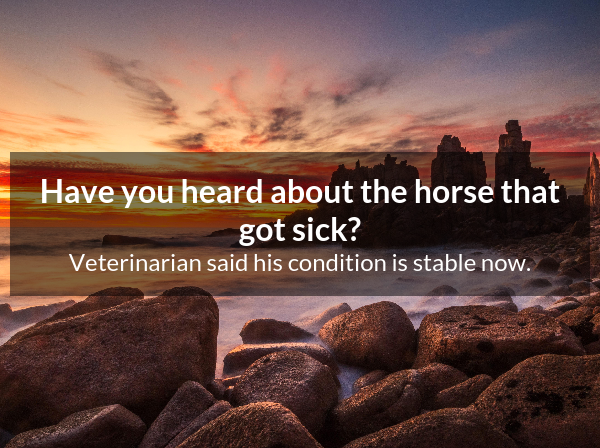 Have you heard about the horse that
got sick?
Veterinarian said his condition is stable now.